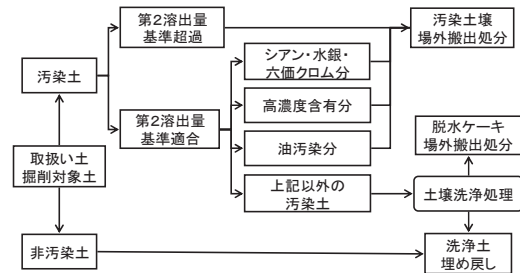 第2溶出量
基準超過
汚染土壌
場外搬出処分
汚染土
シアン・水銀・
六価クロム分
第2溶出量
基準適合
高濃度含有分
油汚染分
脱水ケーキ
場外搬出処分
取扱い土
掘削対象土
上記以外の
汚染土
土壌洗浄処理
非汚染土
洗浄土
埋め戻し